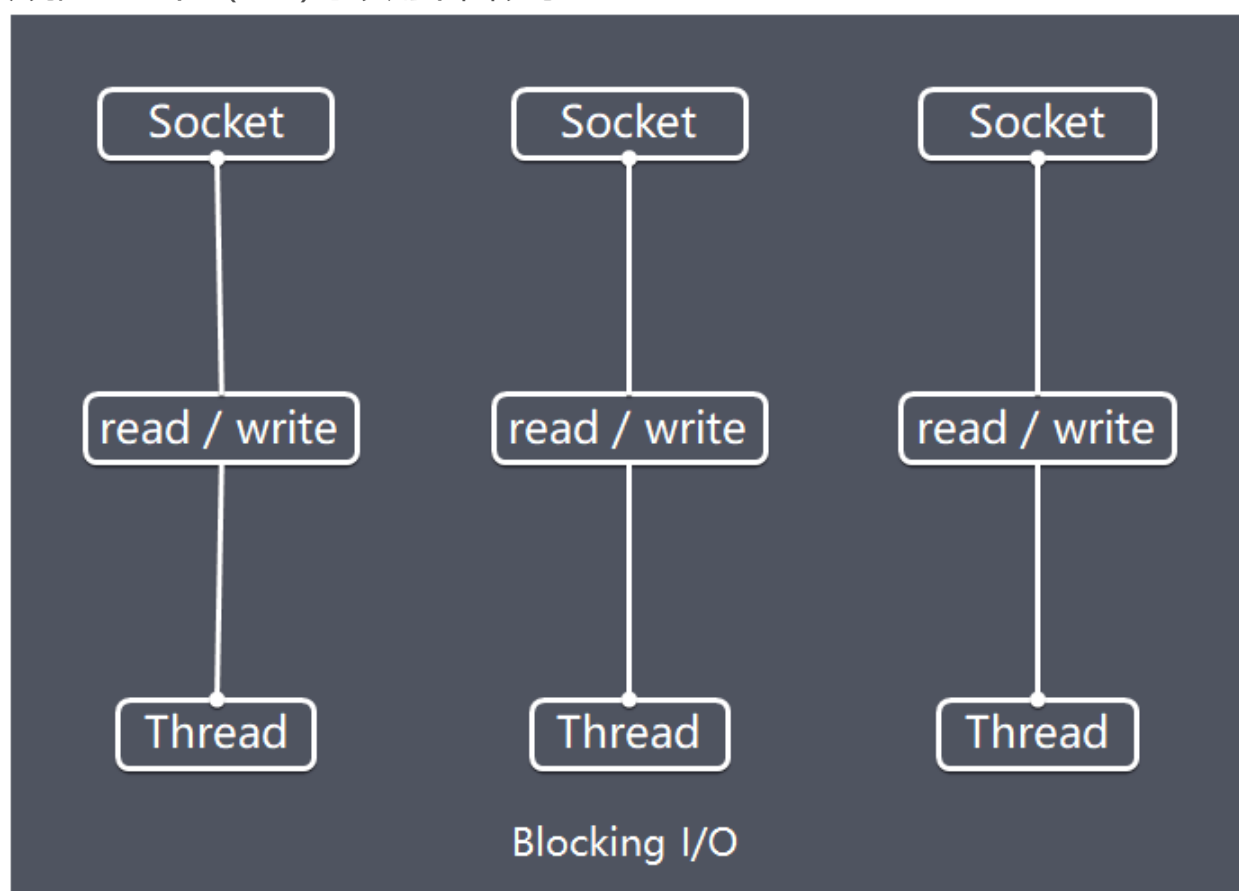 Socket Socket Socket
read / write read / write read / write
Thread Thread Thread
Blocking I/O